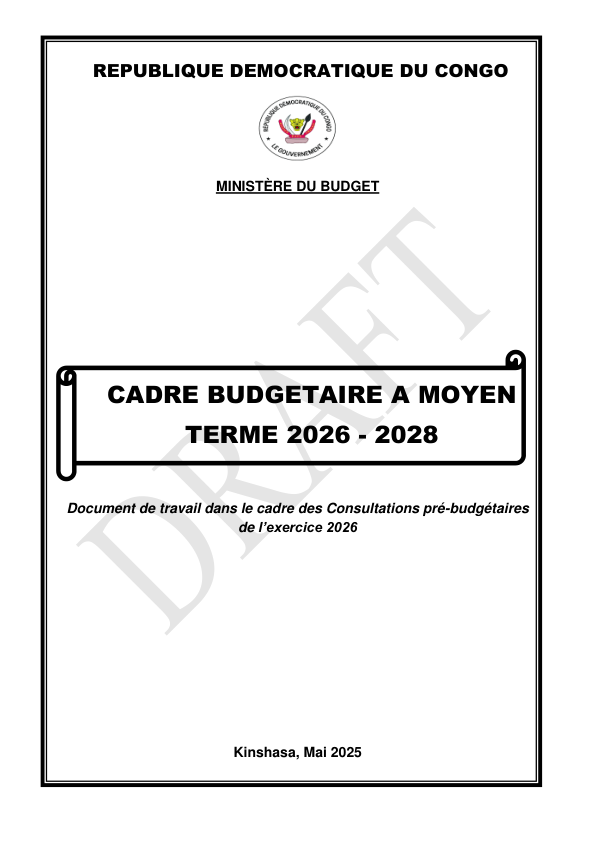 REPUBLIQUE DEMOCRATIQUE DU CONGO
REPUBLIQUE DÉMOCRATIQUE DU CONGO
LE GOUVERNEMENT
MINISTÈRE DU BUDGET
DRAFT
CADRE BUDGETAIRE A MOYEN
TERME 2026 - 2028
Document de travail dans le cadre des Consultations pré-budgétaires
de l’exercice 2026
Kinshasa, Mai 2025